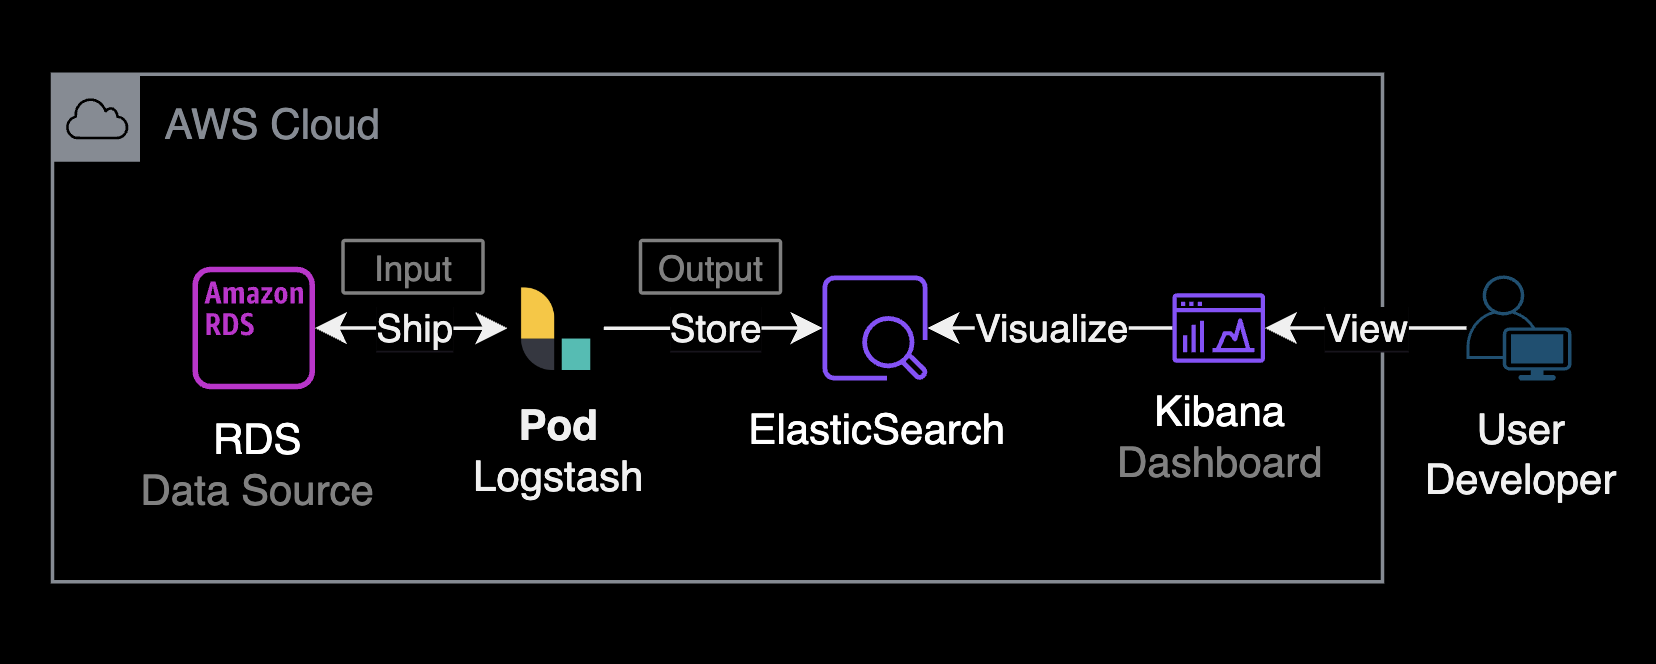 AWS Cloud
Input
Output
Amazon
RDS
Ship
Store
Visualize
View
RDS
Data Source
Pod
Logstash
ElasticSearch
Kibana
Dashboard
User
Developer